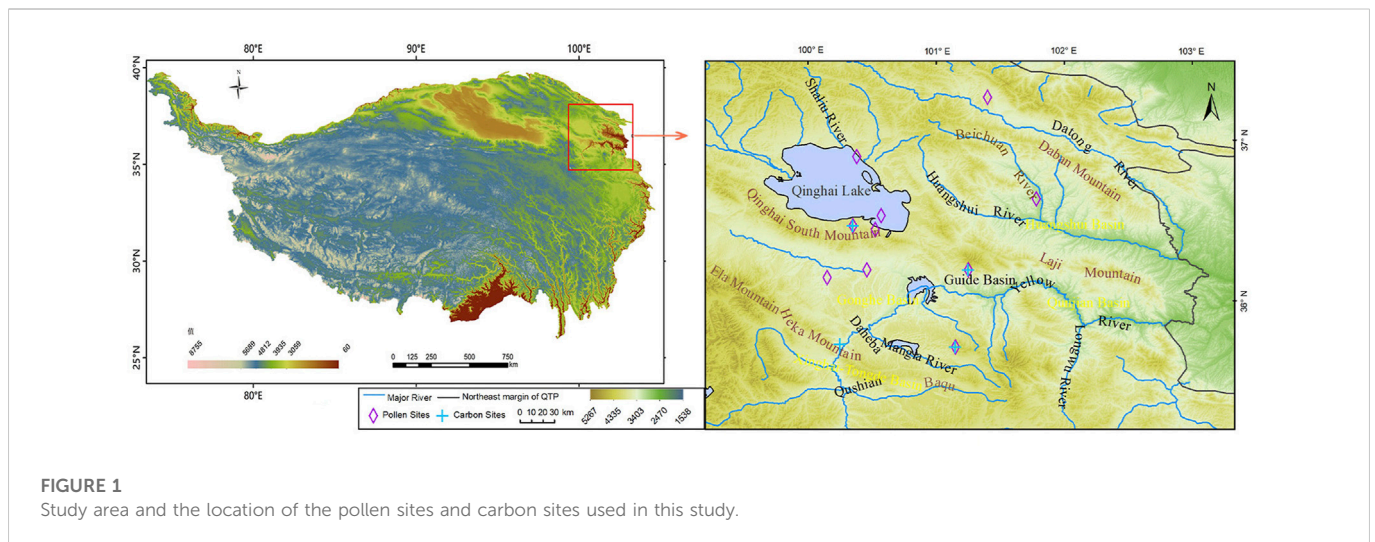 80°E
90°E
100°E
40°N
35°N
30°N
25°N
80°E
N
值
8755
5689
4812
3935
3059
60
0 125 250 500 750
km
100° E
101° E
102° E
103° E
37° N
N
Shaliu River
Qinghai Lake
Qinghai South Mountain
Beichuan
River
Datong
River
Daban Mountain
Huangshui River
Laji
Mountain
Guide Basin
Yellow
River
Ela Mountain
Heka Mountain
Daheba
Mangla River
Baqu
Qushian
Longwu River
Major River
Northeast margin of QTP
Pollen Sites
Carbon Sites
0 10 20 30 km
5267
4335
3403
2470
1538
FIGURE 1
Study area and the location of the pollen sites and carbon sites used in this study.